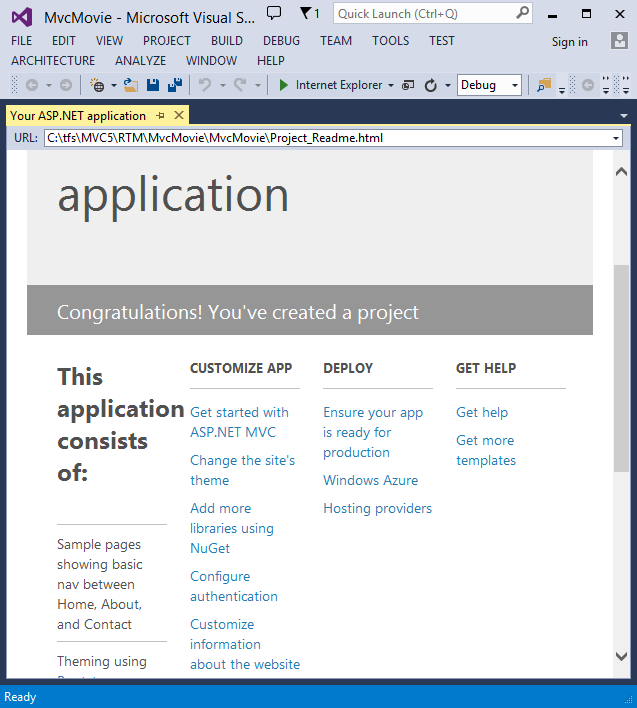 MvcMovie - Microsoft Visual S...
1
Quick Launch (Ctrl+Q)
FILE EDIT VIEW PROJECT BUILD DEBUG TEAM TOOLS TEST
Sign in
ARCHITECTURE ANALYZE WINDOW HELP
Internet Explorer
Debug
Your ASP.NET application
URL: C:\tfs\MVC5\RTM\MvcMovie\MvcMovie\Project_Readme.html
application
Congratulations! You've created a project
This
application
consists
of:
Sample pages
showing basic
nav between
Home, About,
and Contact
Theming using
CUSTOMIZE APP
Get started with
ASP.NET MVC
Change the site's
theme
Add more
libraries using
NuGet
Configure
authentication
Customize
information
about the website
DEPLOY
Ensure your app
is ready for
production
Windows Azure
Hosting providers
GET HELP
Get help
Get more
templates
Ready